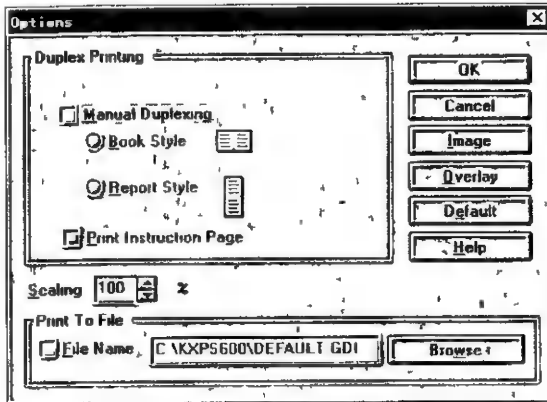 Options
Duplex Printing
OK
Manual Duplexing
Cancel
Book Style
Image
Report Style
Overlay
Default
Print Instruction Page
Help
Scaling 100 %
Print To File
File Name C \KXP5600\DEFAULT GDI Browse